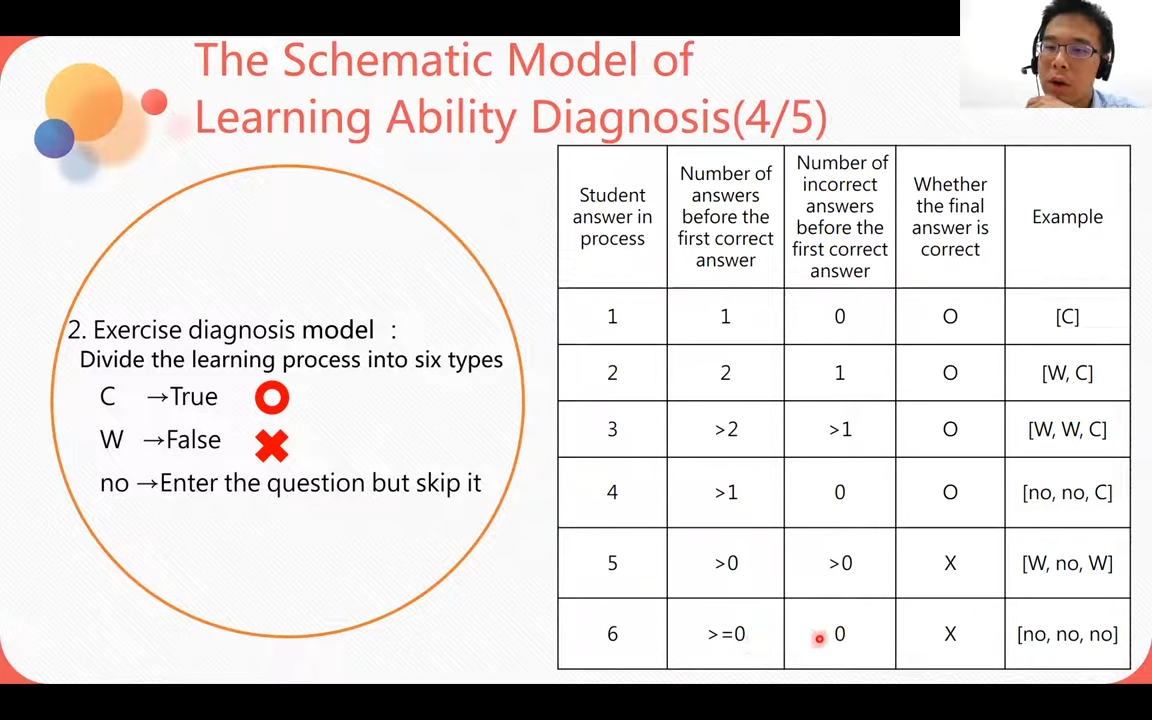 The Schematic Model of
Learning Ability Diagnosis(4/5)
2. Exercise diagnosis model :
Divide the learning process into six types
C →True
W →False
no →Enter the question but skip it
Student
answer in
process
Number of
answers
before the
first correct
answer
Number of
incorrect
answers
before the
first correct
answer
Whether
the final
answer is
correct
Example
1 1 0 O [C]
2 2 1 O [W, C]
3 >2 >1 O [W, W, C]
4 >1 0 O [no, no, C]
5 >0 >0 X [W, no, W]
6 >=0 0 X [no, no, no]